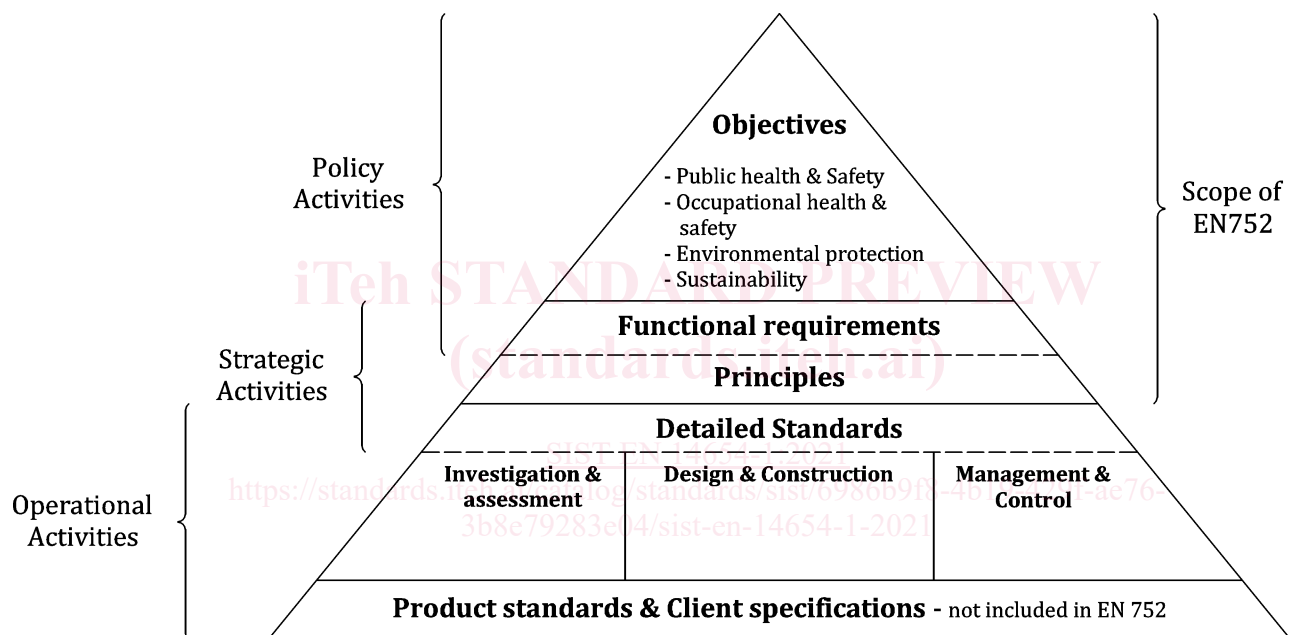 Objectives
Policy
Activities
- Public health & Safety
- Occupational health &
safety
- Environmental protection
- Sustainability
Scope of
EN752
iTeh STANDARD PREVIEW
(standards.iteh.ai)
Functional requirements
Strategic
Activities
Principles
Detailed Standards
SIST EN 14654-1:2021
Investigation &
assessment
Design & Construction
Management &
Control
3b8e79283e04/sist-en-14654-1-2021
Operational
Activities
Product standards & Client specifications - not included in EN 752